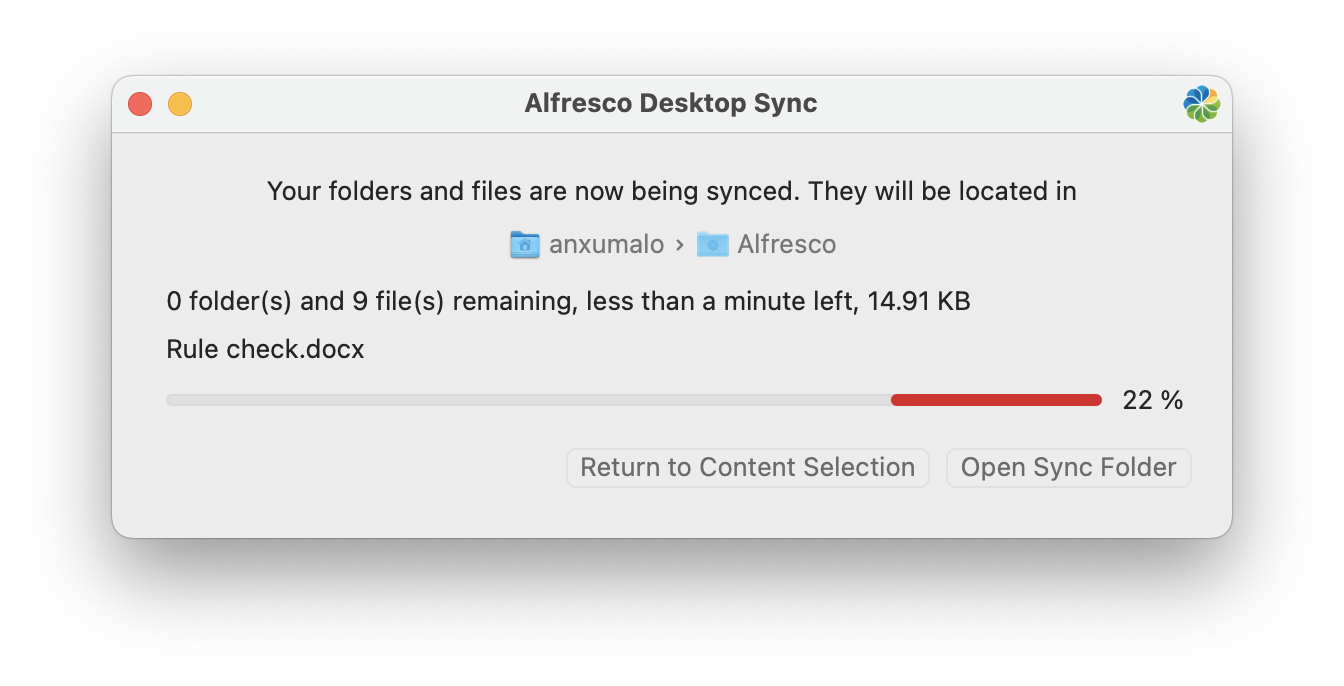 Alfresco Desktop Sync
Your folders and files are now being synced. They will be located in
anxumalo › Alfresco
0 folder(s) and 9 file(s) remaining, less than a minute left, 14.91 KB
Rule check.docx
22 %
Return to Content Selection Open Sync Folder